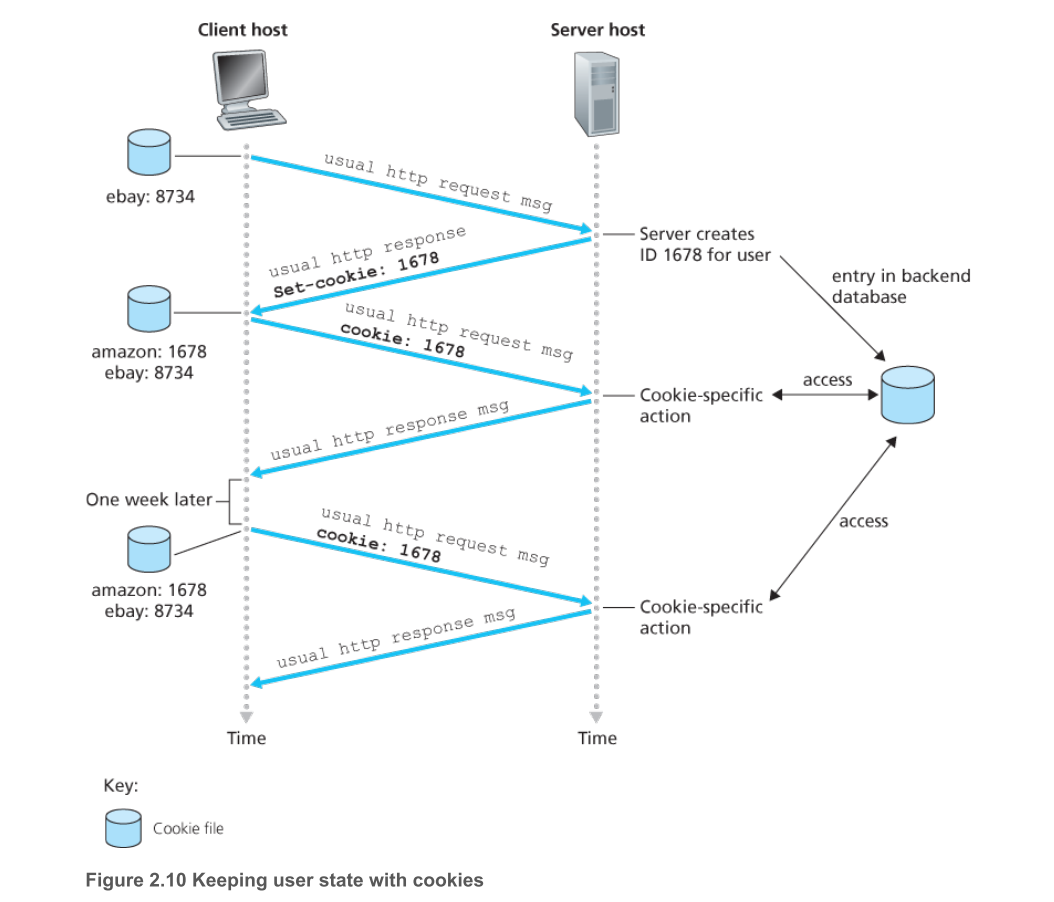 Client host
Server host
usual http request msg
ebay: 8734
Server creates
ID 1678 for user
usual http response
Set-cookie: 1678
entry in backend
database
usual http request msg
cookie: 1678
amazon: 1678
ebay: 8734
access
Cookie-specific
action
usual http response msg
One week later
usual http request msg
cookie: 1678
access
amazon: 1678
ebay: 8734
Cookie-specific
action
usual http response msg
Time
Time
Key:
Cookie file
Figure 2.10 Keeping user state with cookies